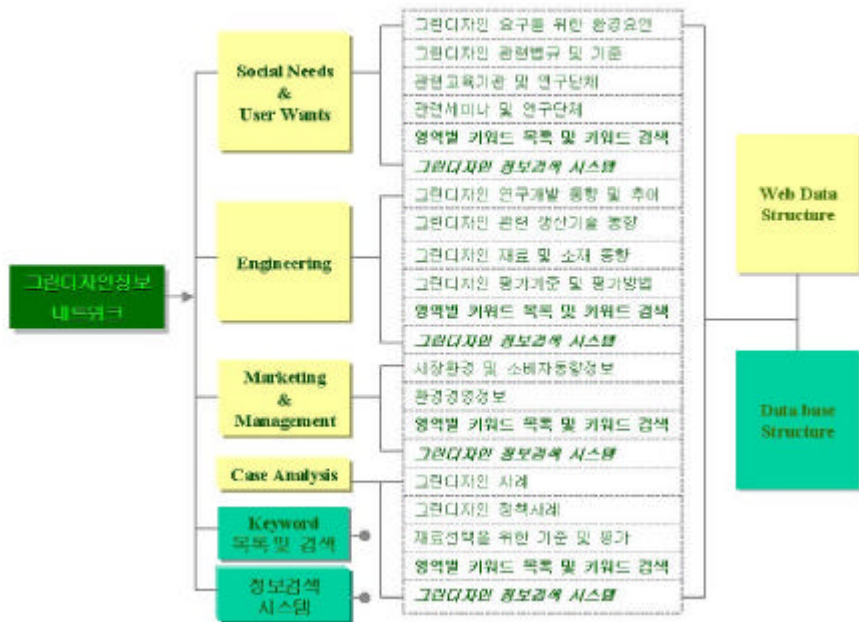 그린디자인정보
네트워크
Social Needs
&
User Wants
그린디자인 요구를 위한 환경요인
그린디자인 관련법규 및 기준
관련교육기관 및 연구단체
관련세미나 및 연구단체
영역별 키워드 목록 및 키워드 검색
그린디자인 정보검색 시스템
Engineering
그린디자인 연구개발 동향 및 추이
그린디자인 관련 생산기술 동향
그린디자인 재료 및 소재 동향
그린디자인 평가기준 및 평가방법
영역별 키워드 목록 및 키워드 검색
그린디자인 정보검색 시스템
Marketing
&
Management
시장환경 및 소비자동향정보
환경경영정보
영역별 키워드 목록 및 키워드 검색
그린디자인 정보검색 시스템
Case Analysis
그린디자인 사례
그린디자인 정책사례
재료선택을 위한 기준 및 평가
영역별 키워드 목록 및 키워드 검색
그린디자인 정보검색 시스템
Keyword
목록및 검색
정보검색
시스템
Web Data
Structure
Data base
Structure